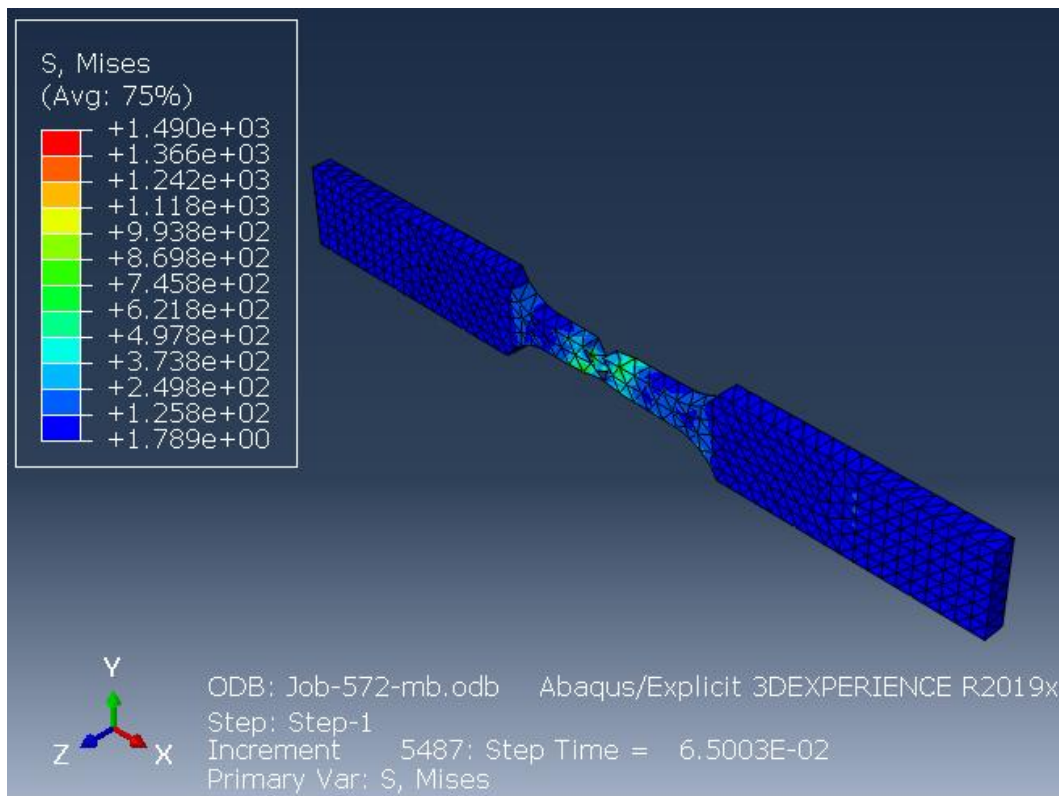 S, Mises
(Avg: 75%)
+1.490e+03
+1.366e+03
+1.242e+03
+1.118e+03
+9.938e+02
+8.698e+02
+7.458e+02
+6.218e+02
+4.978e+02
+3.738e+02
+2.498e+02
+1.258e+02
+1.789e+00
Y
Z X
ODB: Job-572-mb.odb Abaqus/Explicit 3DEXPERIENCE R2019x
Step: Step-1
Increment 5487: Step Time = 6.5003E-02
Primary Var: S, Mises